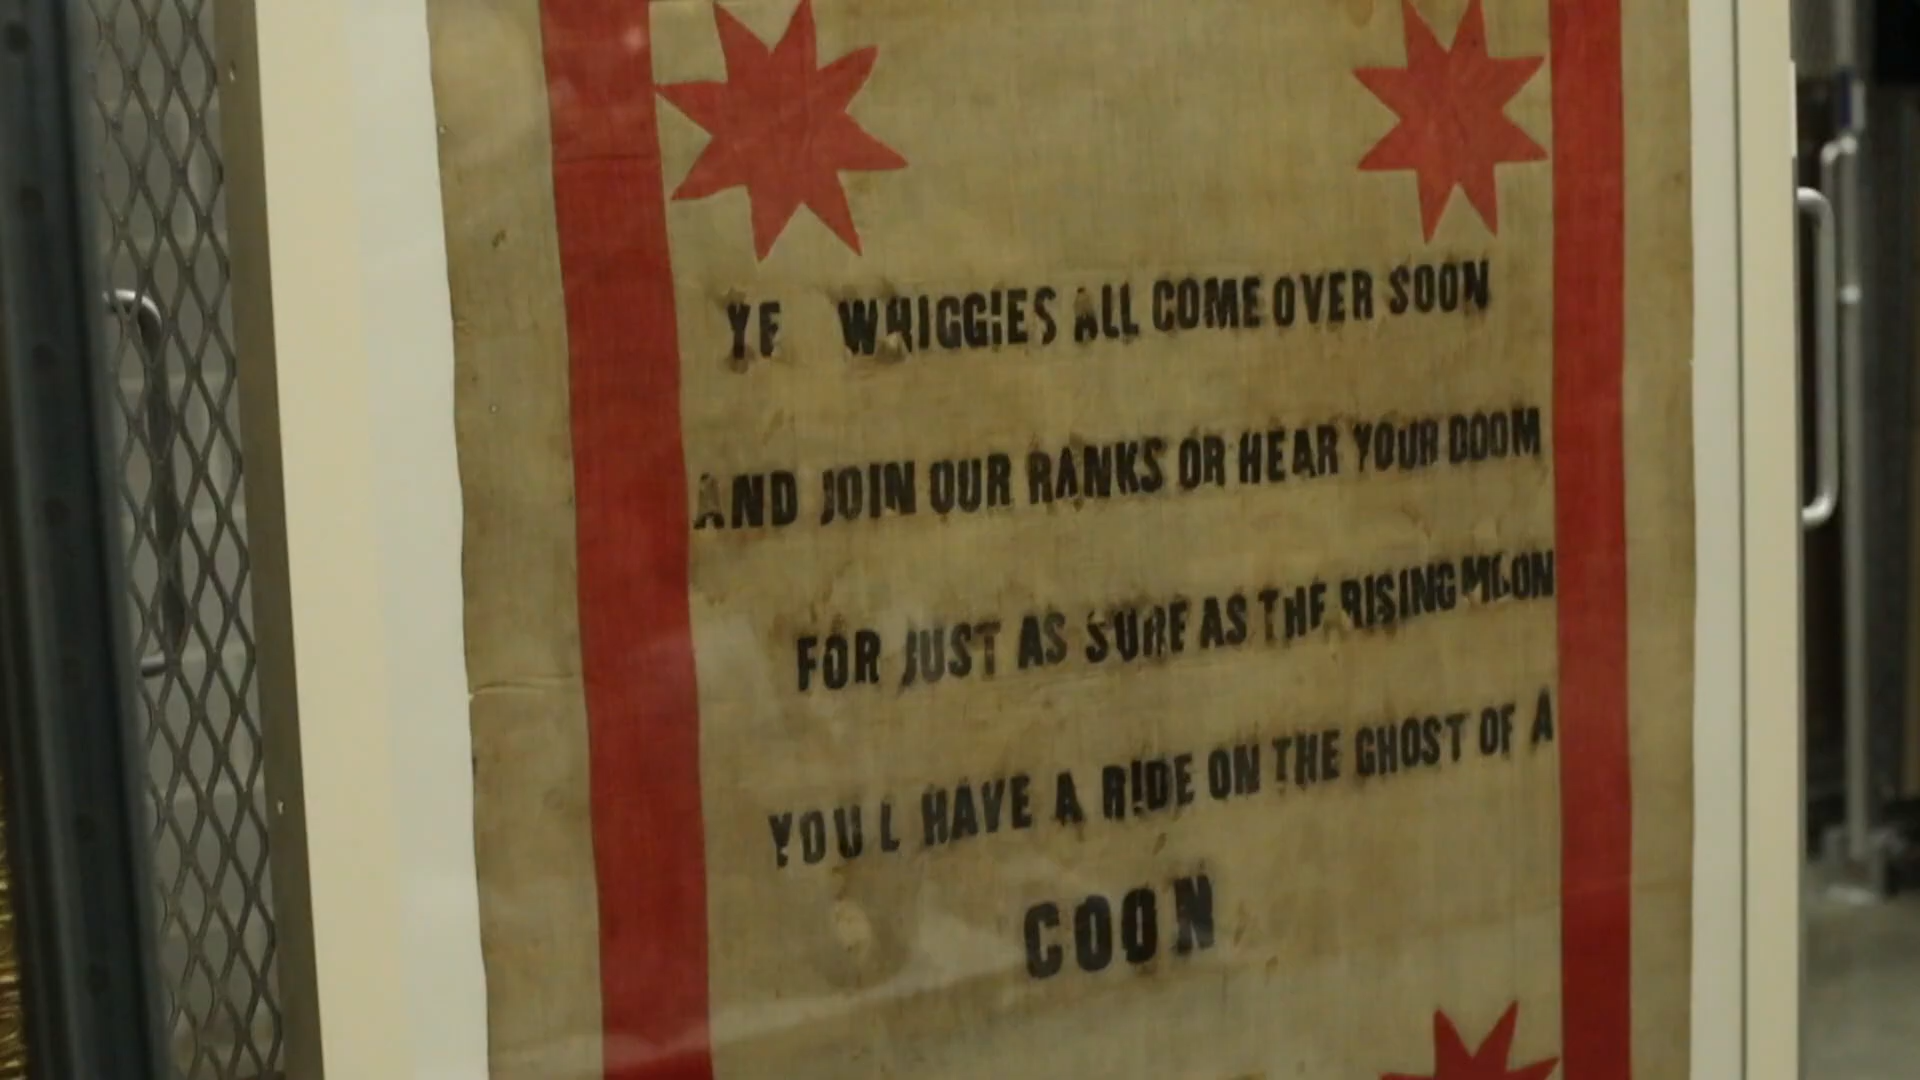 YE WHIGGIES ALL COME OVER SOON
AND JOIN OUR RANKS OR HEAR YOUR DOOM
FOR JUST AS SURE AS THE RISING MOON
YOU L HAVE A RIDE ON THE GHOST OF A
COON